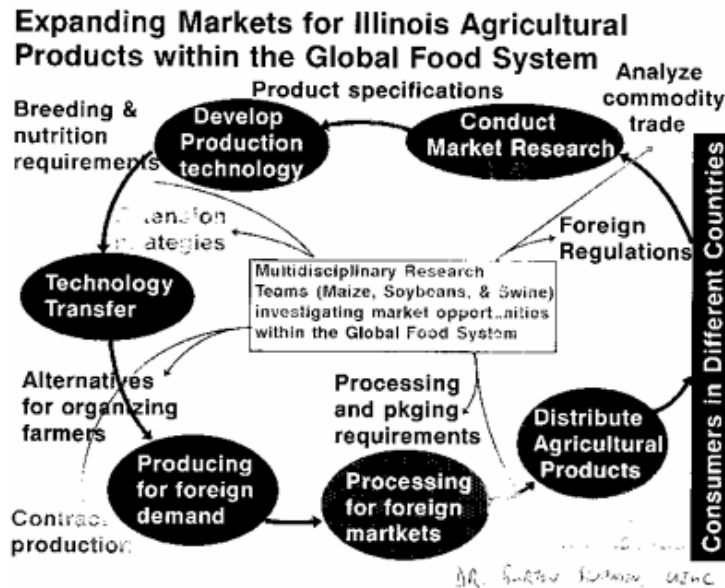 Expanding Markets for Illinois Agricultural
Products within the Global Food System
Product specifications
Analyze
commodity
trade
Breeding &
nutrition
requirements
Develop
Production
technology
Conduct
Market Research
Foreign
Regulations
Technology
Transfer
Multidisciplinary Research
Teams (Maize, Soybeans, & Swine)
investigating market
within the Global Food System
Consumers in Different Countries
Alternatives
for organizing
farmers
Processing
and pkging
requirements
Distribute
Agricultural
Products
Producing
for foreign
demand
Processing
for foreign
martkets
production
DR.